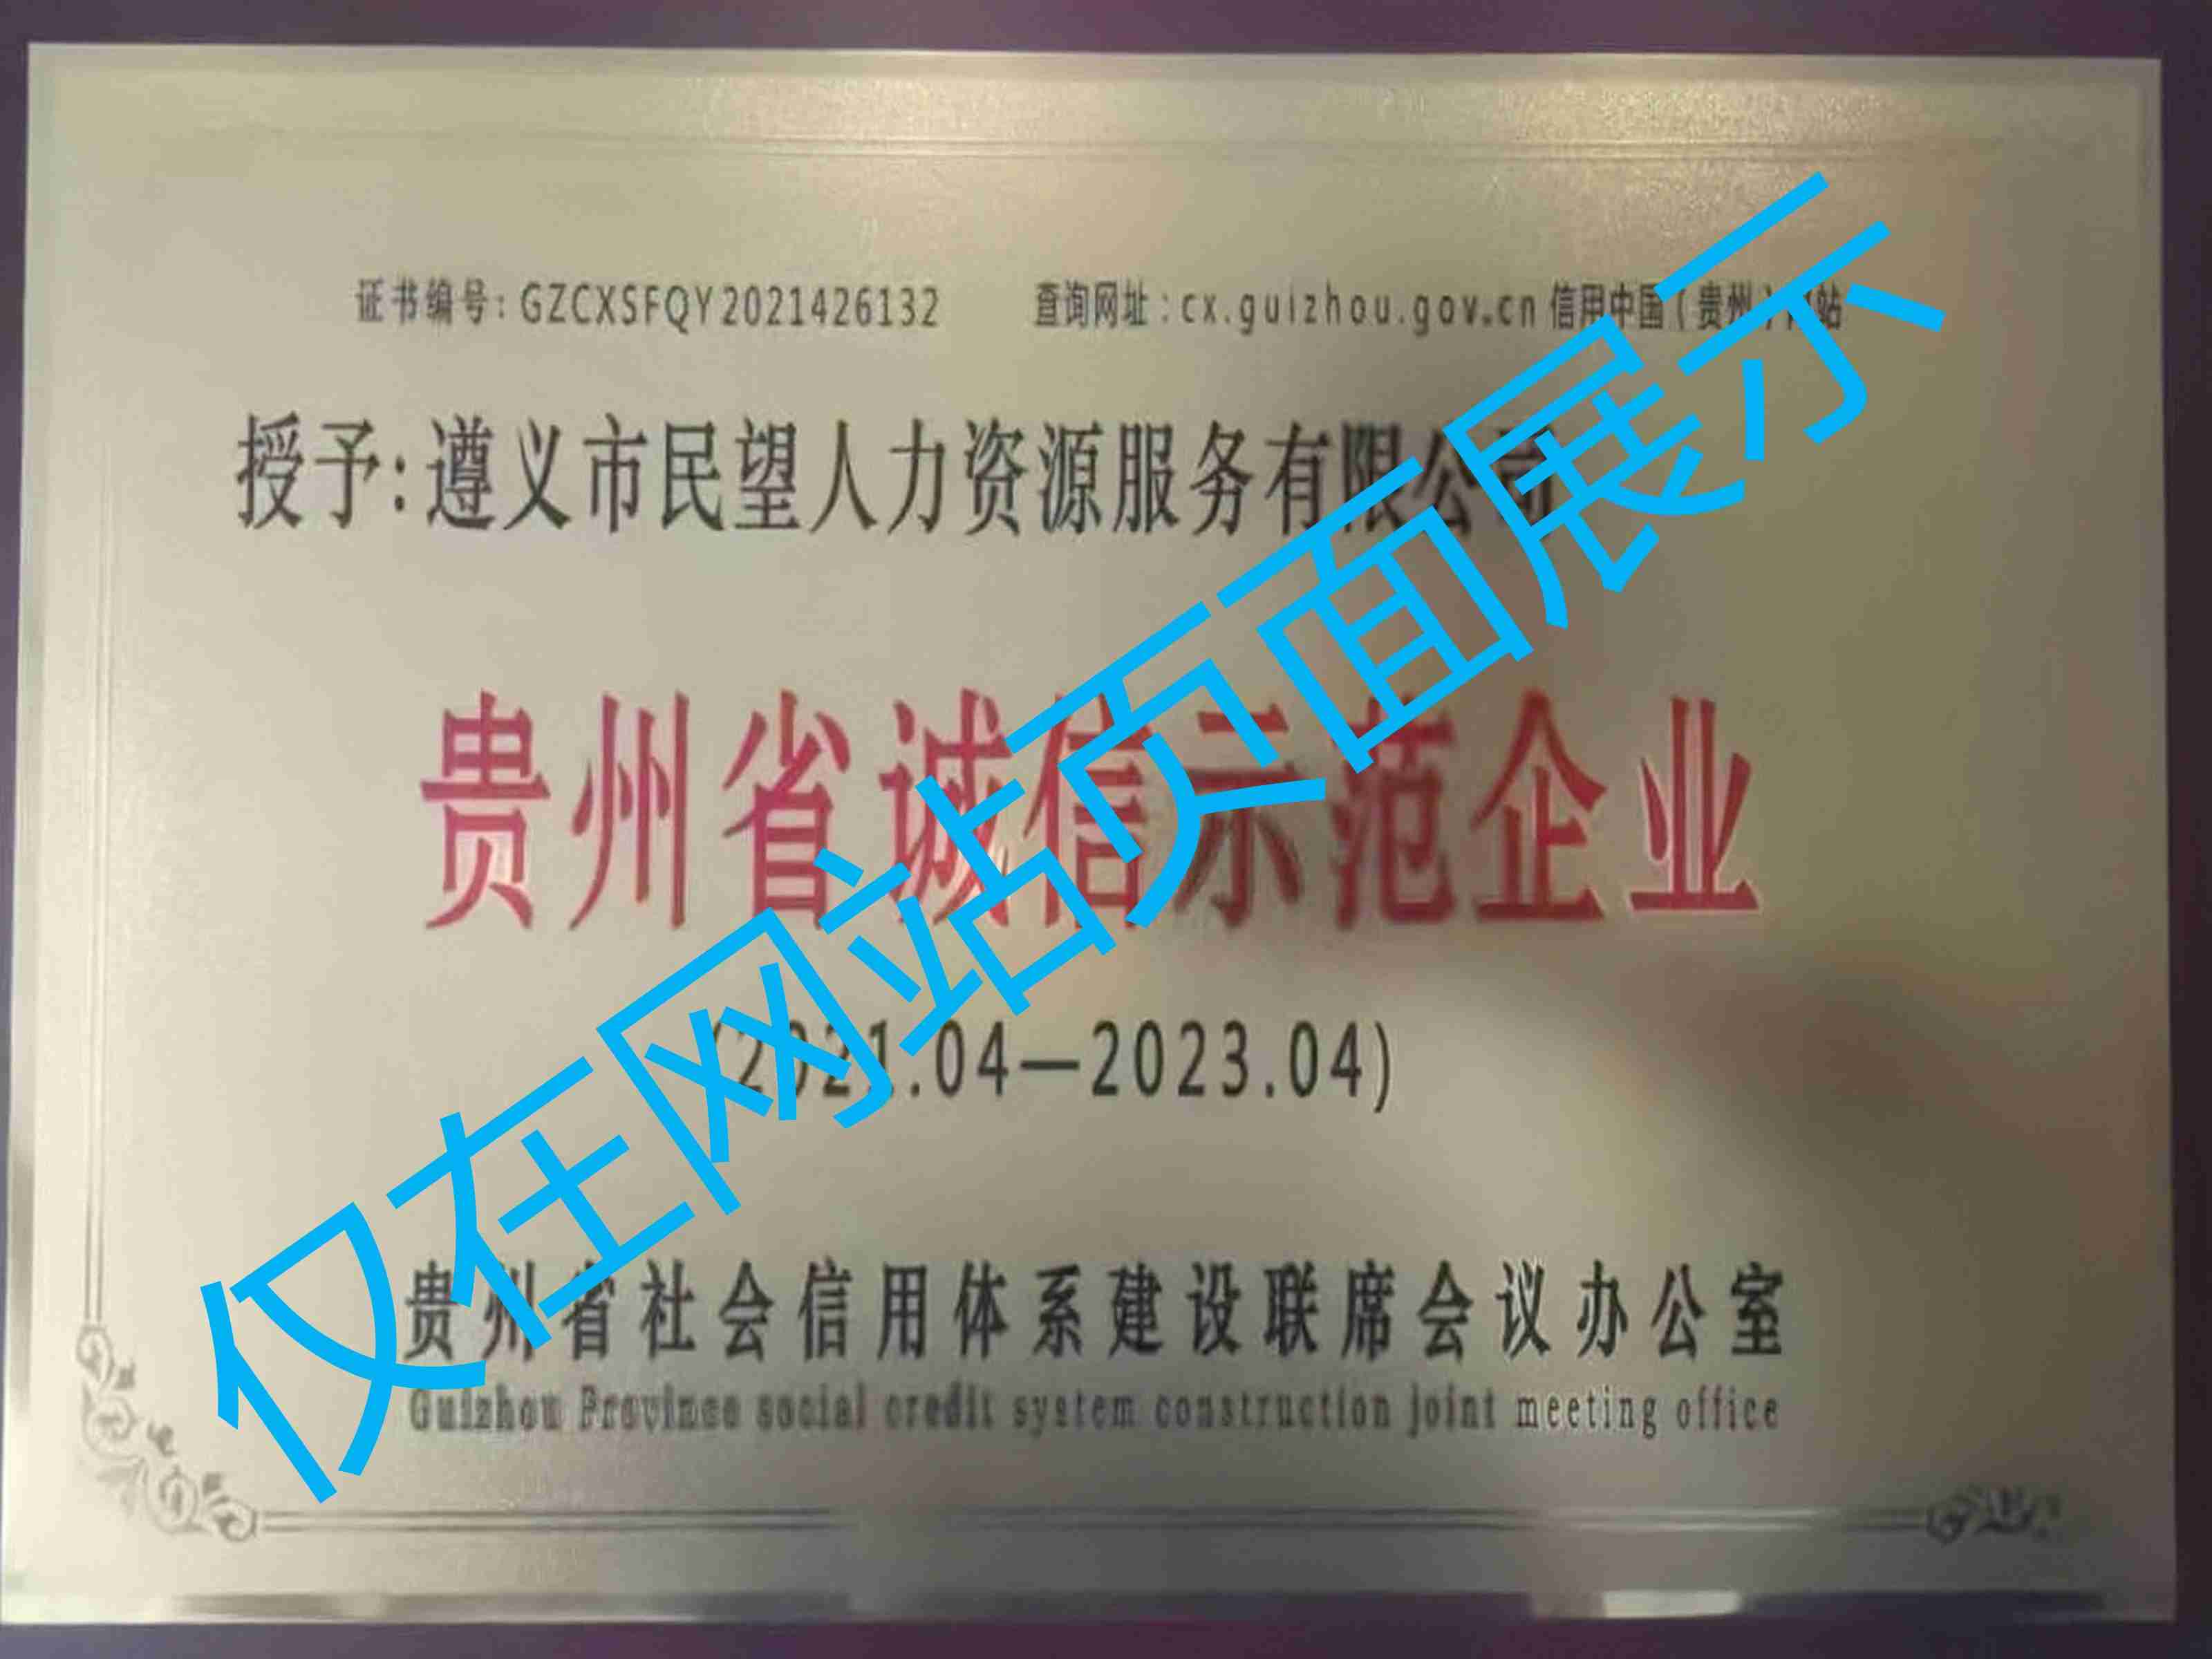 证书编号：GZCXSFQY2021426132 查询网址：cx.guizhou.gov.cn 信用中国（贵州）网站
授予：遵义市民望人力资源服务有限公司
贵州省诚信示范企业
(2021.04—2023.04)
贵州省社会信用体系建设联席会议办公室
Guizhou Province social credit system construction joint meeting office
仅在网站页面展示